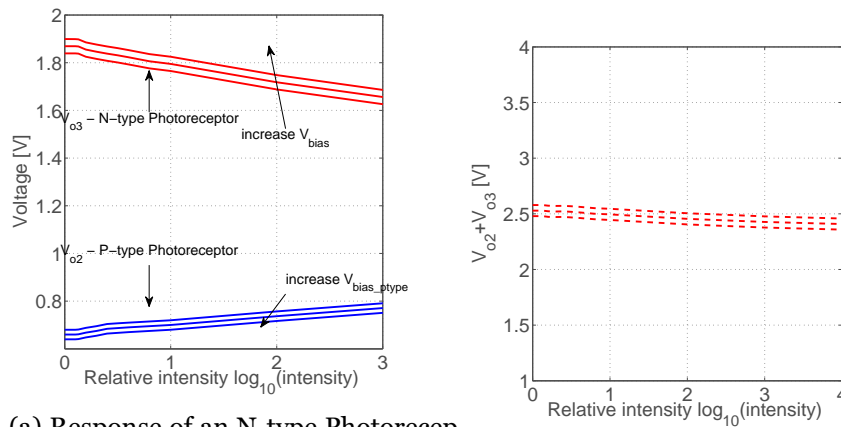 2
1.8
1.6
1.4
1.2
1
0.8
Voltage [V]
V_o3 – N–type Photoreceptor
increase V_bias
V_o2 – P–type Photoreceptor
increase V_bias_ptype
0 1 2 3
Relative intensity log_10(intensity)
(a) Response of an N-type Photorecep-
4
3.5
3
2.5
2
1.5
1
V_o2+V_o3 [V]
0 1 2 3 4
Relative intensity log_10(intensity)